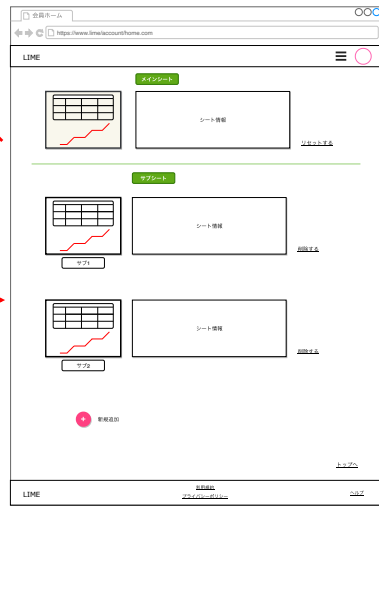 会員ホーム
https://www.lime/account/home.com
LIME
メインシート
シート情報
リセットする
サブシート
シート情報
削除する
サブ1
シート情報
削除する
サブ2
+ 新規追加
トップへ
利用規約
LIME
プライバシーポリシー
ヘルプ